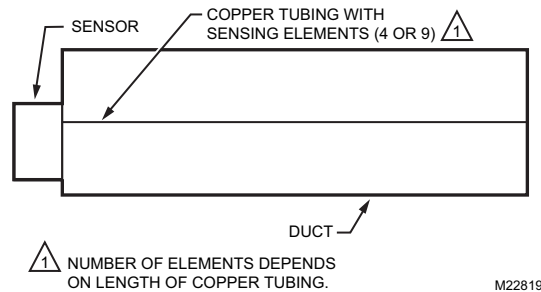 SENSOR
COPPER TUBING WITH
SENSING ELEMENTS (4 OR 9) 1
DUCT
1 NUMBER OF ELEMENTS DEPENDS
ON LENGTH OF COPPER TUBING.
M22819